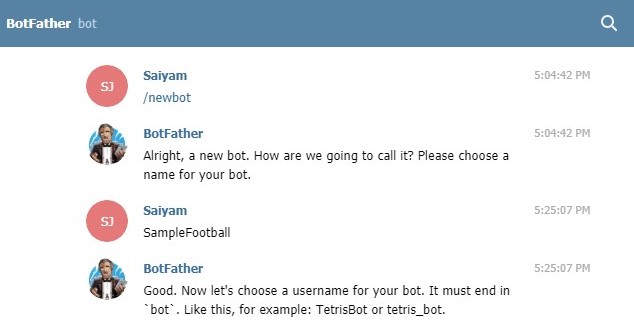 BotFather bot
SJ
Saiyam 5:04:42 PM
/newbot
BotFather 5:04:42 PM
Alright, a new bot. How are we going to call it? Please choose a
name for your bot.
SJ
Saiyam 5:25:07 PM
SampleFootball
BotFather 5:25:07 PM
Good. Now let's choose a username for your bot. It must end in
`bot`. Like this, for example: TetrisBot or tetris_bot.